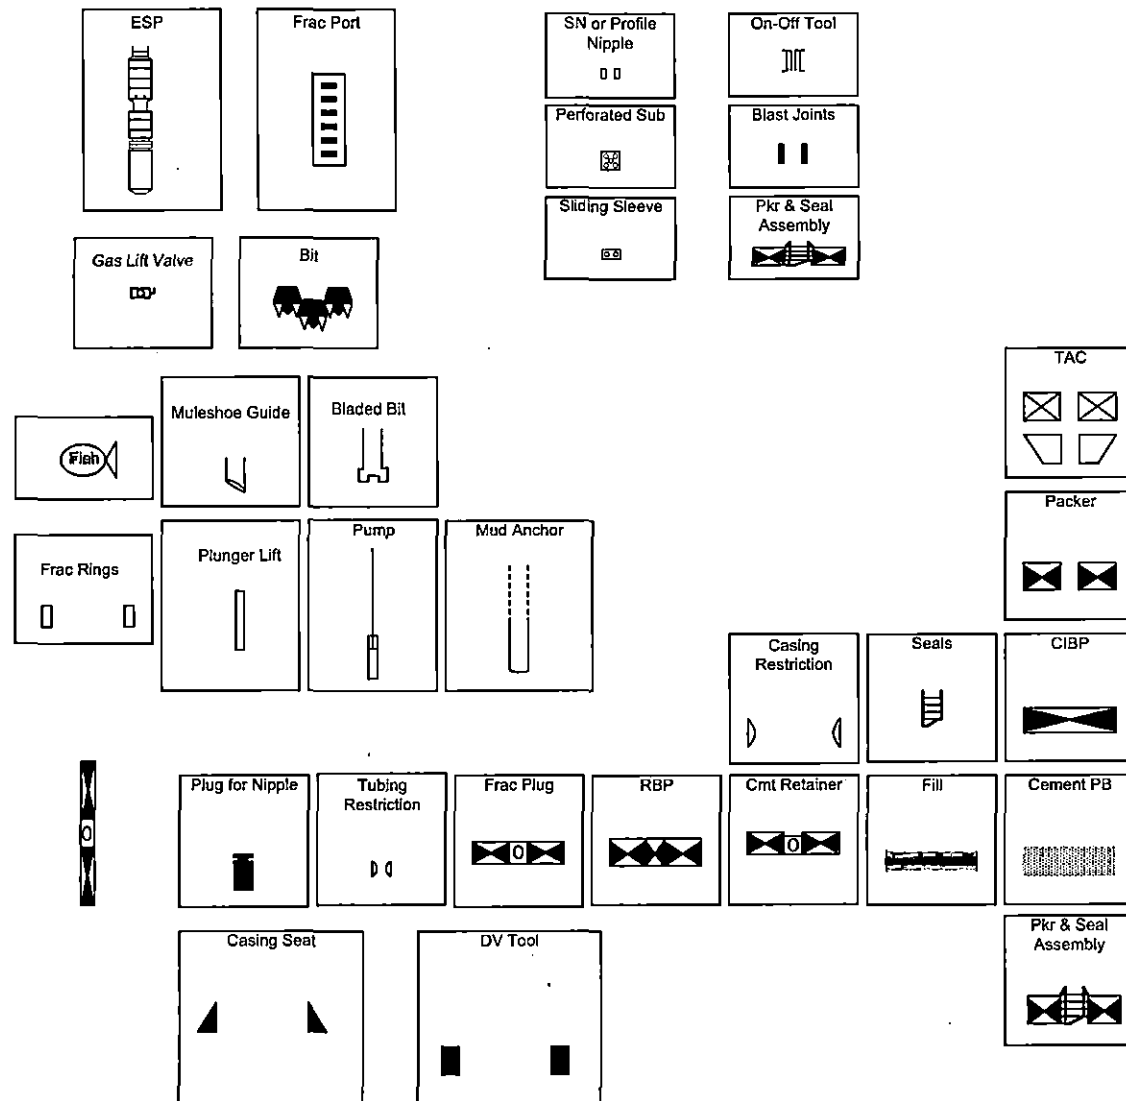 ESP
Frac Port
SN or Profile
Nipple
On-Off Tool
Perforated Sub
Blast Joints
Sliding Sleeve
Pkr & Seal
Assembly
Gas Lift Valve
Bit
TAC
Muleshoe Guide
Bladed Bit
Fish
Packer
Frac Rings
Plunger Lift
Pump
Mud Anchor
Casing
Restriction
Seals
CIBP
Plug for Nipple
Tubing
Restriction
Frac Plug
RBP
Cmt Retainer
Fill
Cement PB
O
O
O
Casing Seat
DV Tool
Pkr & Seal
Assembly